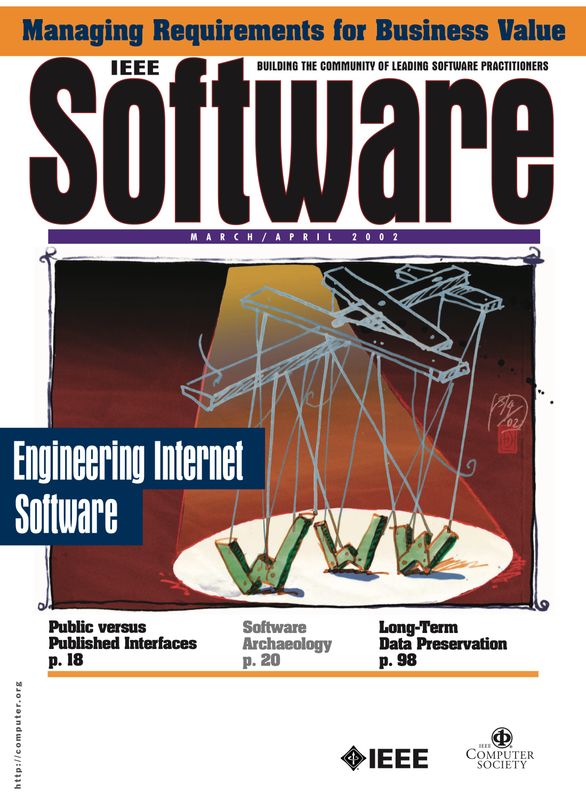 Managing Requirements for Business Value
IEEE
BUILDING THE COMMUNITY OF LEADING SOFTWARE PRACTITIONERS
Software
MARCH/APRIL 2002
Engineering Internet
Software
WWW
Public versus
Published Interfaces
p. 18
Software
Archaeology
p. 20
Long-Term
Data Preservation
p. 98
http://computer.org
IEEE
IEEE
COMPUTER
SOCIETY